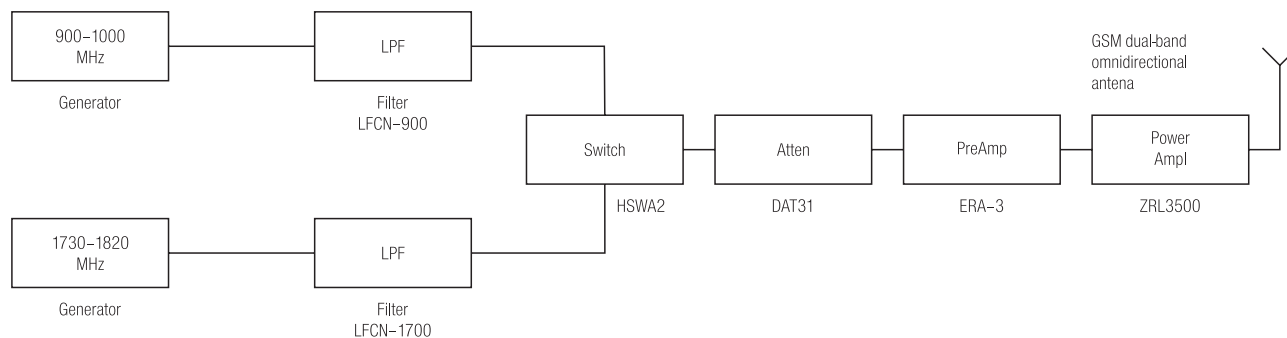 900–1000
MHz
Generator
LPF
Filter
LFCN–900
GSM dual-band
omnidirectional
antena
Switch
HSWA2
Atten
DAT31
PreAmp
ERA–3
Power
Ampl
ZRL3500
1730–1820
MHz
Generator
LPF
Filter
LFCN–1700